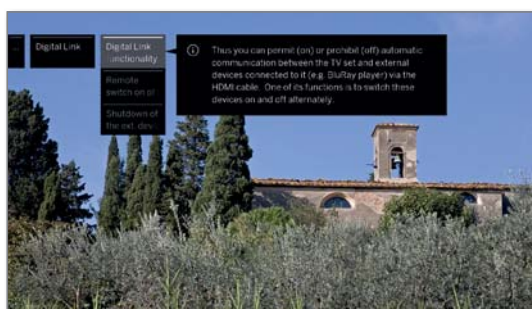 ...
Digital Link
Digital Link
functionality
Remote
switch on of
Shutdown of
the ext. devi
Thus you can permit (on) or prohibit (off) automatic
communication between the TV set and external
devices connected to it (e.g. BluRay player) via the
HDMI cable. One of its functions is to switch these
devices on and off alternately.